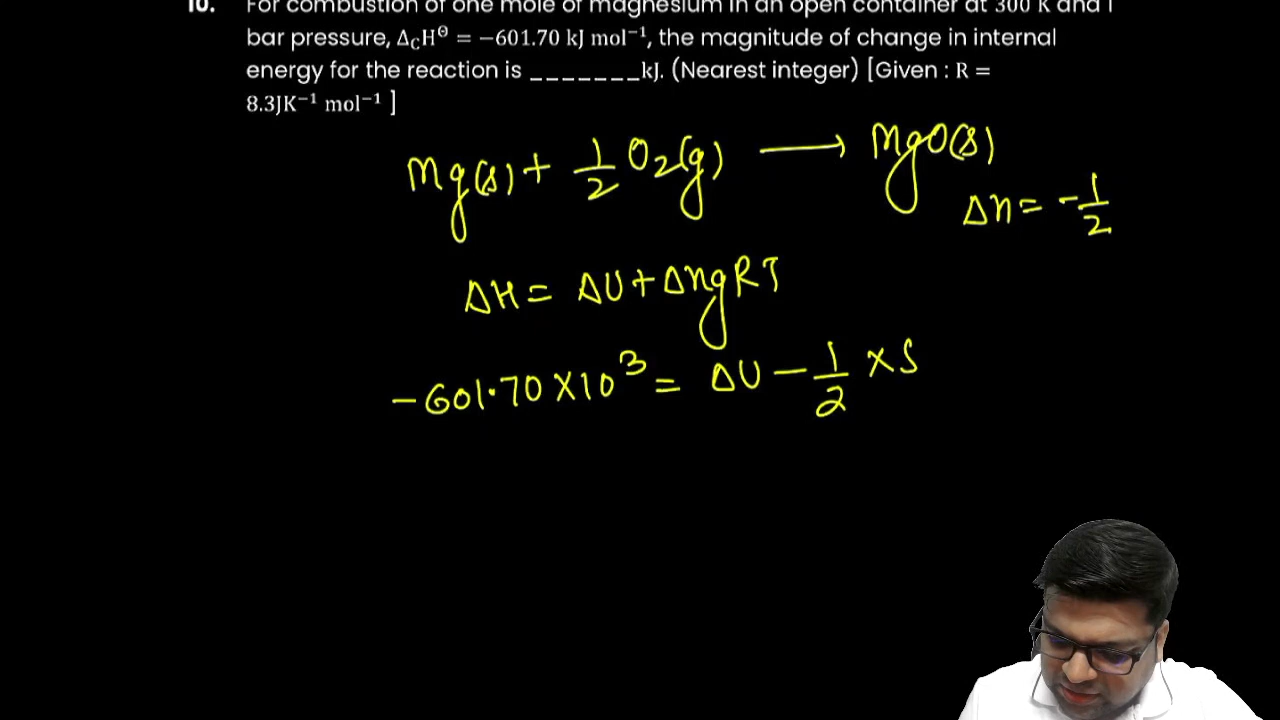 10. For combustion of one mole of magnesium in an open container at 300 K and 1
bar pressure, Δ_CH^Θ = −601.70 kJ mol⁻¹, the magnitude of change in internal
energy for the reaction is _______kJ. (Nearest integer) [Given : R =
8.3JK⁻¹ mol⁻¹ ]
Mg(s) + 1/2 O₂(g) ⟶ MgO(s)
Δn = -1/2
ΔH = ΔU + ΔngRT
-601.70 × 10³ = ΔU - 1/2 ×